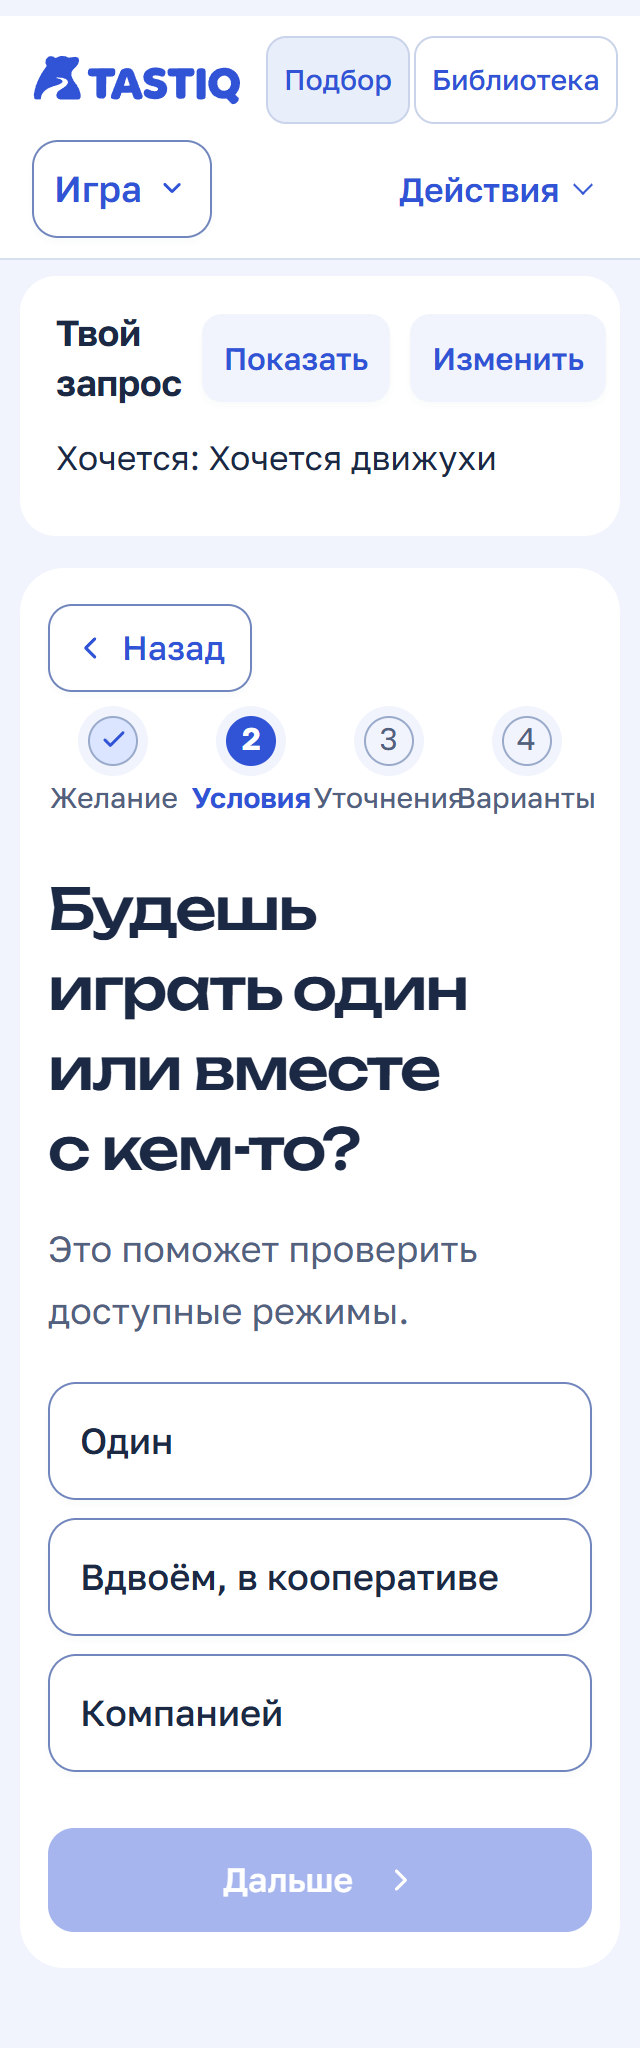 TASTIQ
Подбор
Библиотека
Игра
Действия
Твой
запрос
Показать
Изменить
Хочется: Хочется движухи
Назад
2
3
4
Желание
Условия
Уточнения
Варианты
Будешь
играть один
или вместе
с кем-то?
Это поможет проверить
доступные режимы.
Один
Вдвоём, в кооперативе
Компанией
Дальше